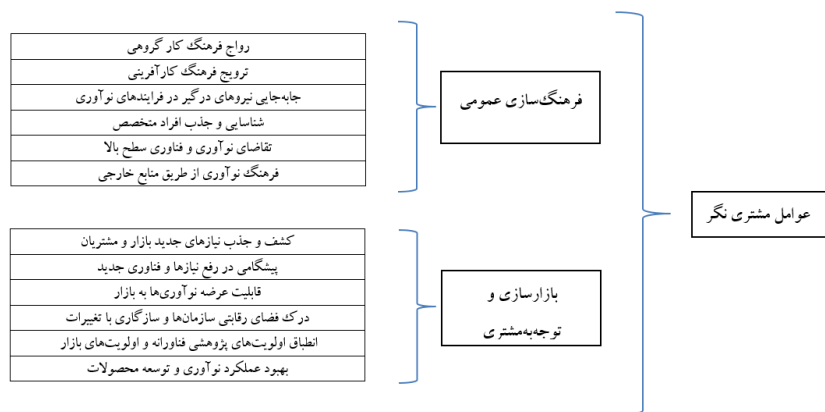 عوامل مشتری نگر
فرهنگ‌سازی عمومی
رواج فرهنگ کار گروهی
ترویج فرهنگ کارآفرینی
جابه‌جایی نیروهای درگیر در فرایندهای نوآوری
شناسایی و جذب افراد متخصص
تقاضای نوآوری و فناوری سطح بالا
فرهنگ نوآوری از طریق منابع خارجی
بازارسازی و
توجه‌به‌مشتری
کشف و جذب نیازهای جدید بازار و مشتریان
پیشگامی در رفع نیازها و فناوری جدید
قابلیت عرضه نوآوری‌ها به بازار
درک فضای رقابتی سازمان‌ها و سازگاری با تغییرات
انطباق اولویت‌های پژوهشی فناورانه و اولویت‌های بازار
بهبود عملکرد نوآوری و توسعه محصولات